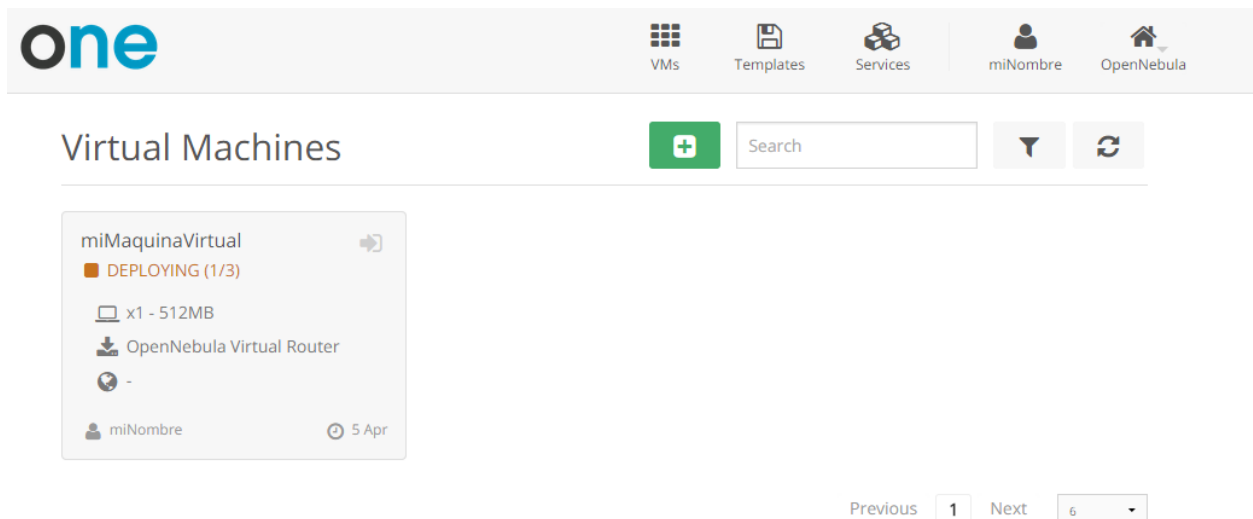 one
VMs Templates Services miNombre OpenNebula
Virtual Machines
Search
miMaquinaVirtual
DEPLOYING (1/3)
x1 - 512MB
OpenNebula Virtual Router
-
miNombre 5 Apr
Previous 1 Next 6